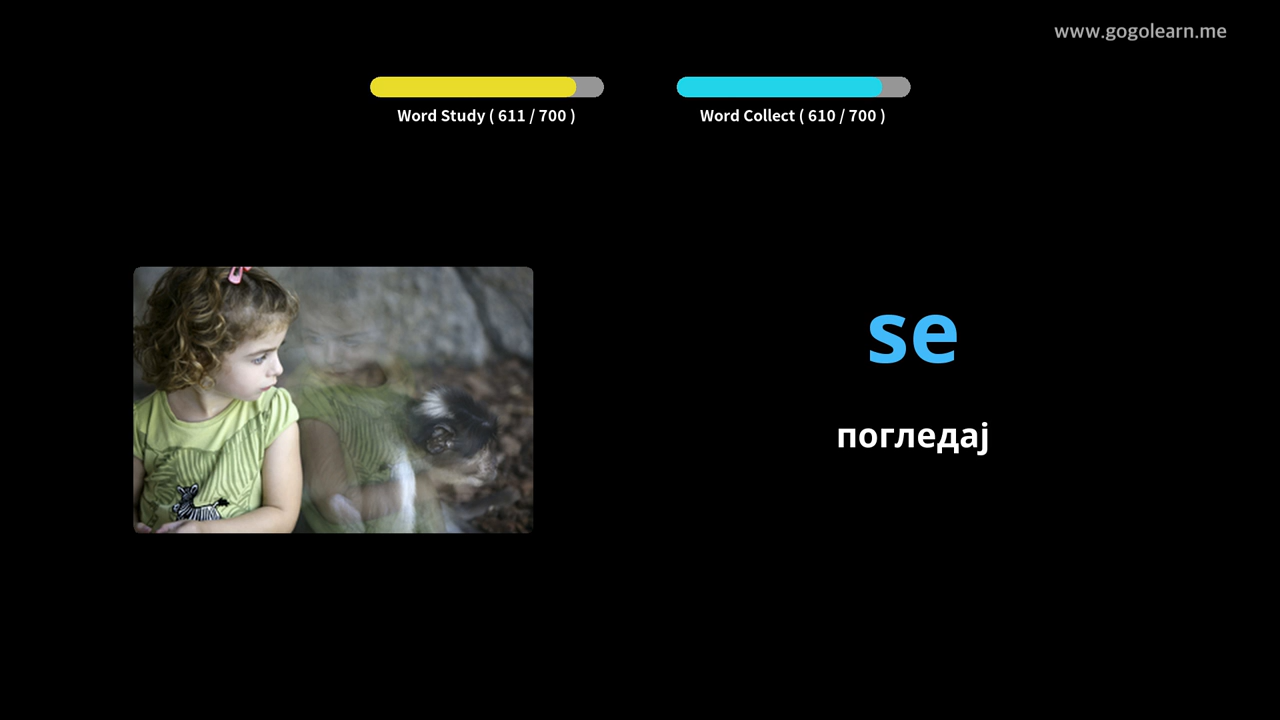 www.gogolearn.me
Word Study ( 611 / 700 )
Word Collect ( 610 / 700 )
se
погледај